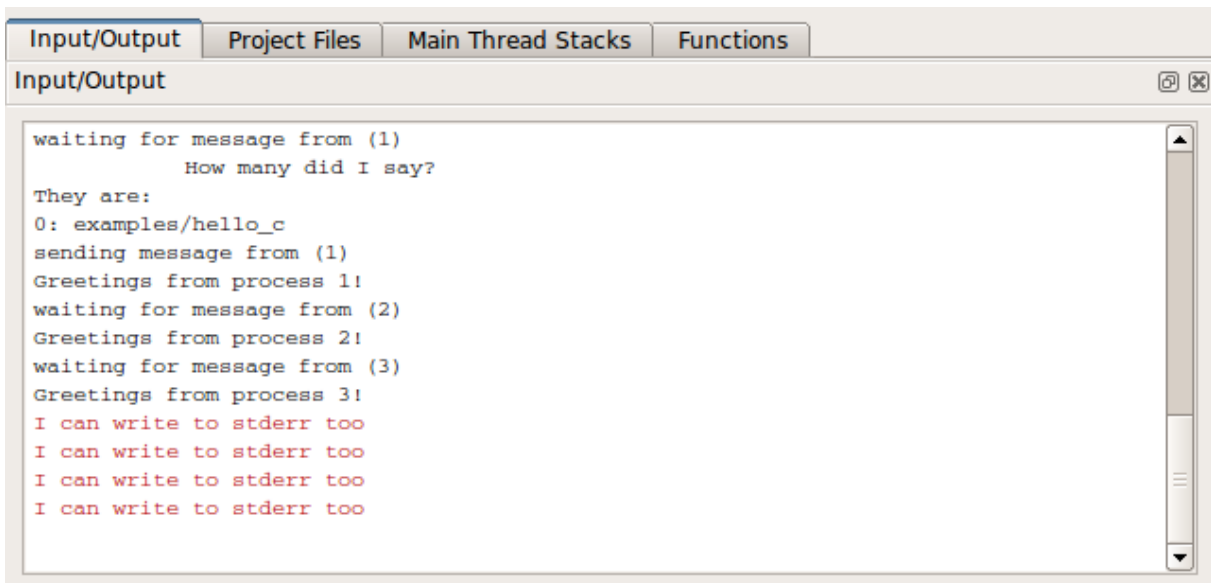 Input/Output Project Files Main Thread Stacks Functions
Input/Output
waiting for message from (1)
How many did I say?
They are:
0: examples/hello_c
sending message from (1)
Greetings from process 1!
waiting for message from (2)
Greetings from process 2!
waiting for message from (3)
Greetings from process 3!
I can write to stderr too
I can write to stderr too
I can write to stderr too
I can write to stderr too